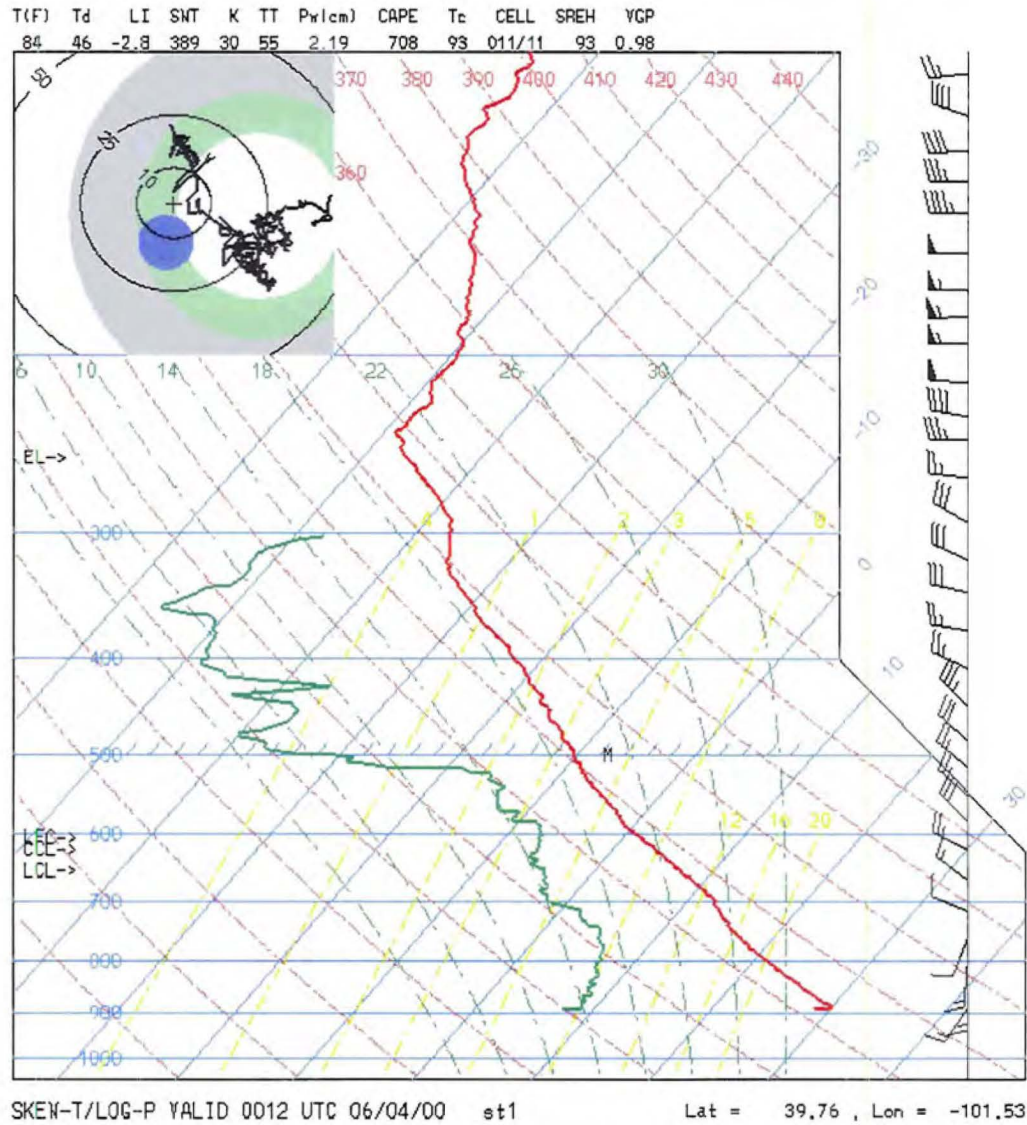 T(F) Td LI SWT K TT Pw(cm) CAPE Tc CELL SREH VGP
84 46 -2.8 389 30 55 2.19 708 93 011/11 93 0.98
370 380 390 400 410 420 430 440
50
25
10
360
-30
-20
6 10 14 18 22 26 30
-10
EL->
300 1 2 3 5 8
0
400
10
500 M
30
600 12 16 20
LFC->
CCL->
LCL->
700
800
900
1000
SKEW-T/LOG-P VALID 0012 UTC 06/04/00 st1 Lat = 39.76 , Lon = -101.53